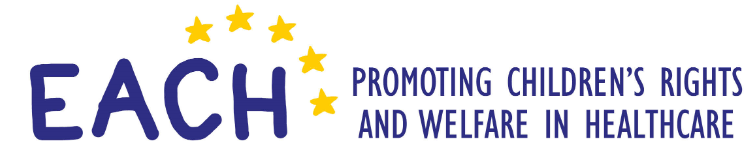 EACH
PROMOTING CHILDREN'S RIGHTS
AND WELFARE IN HEALTHCARE